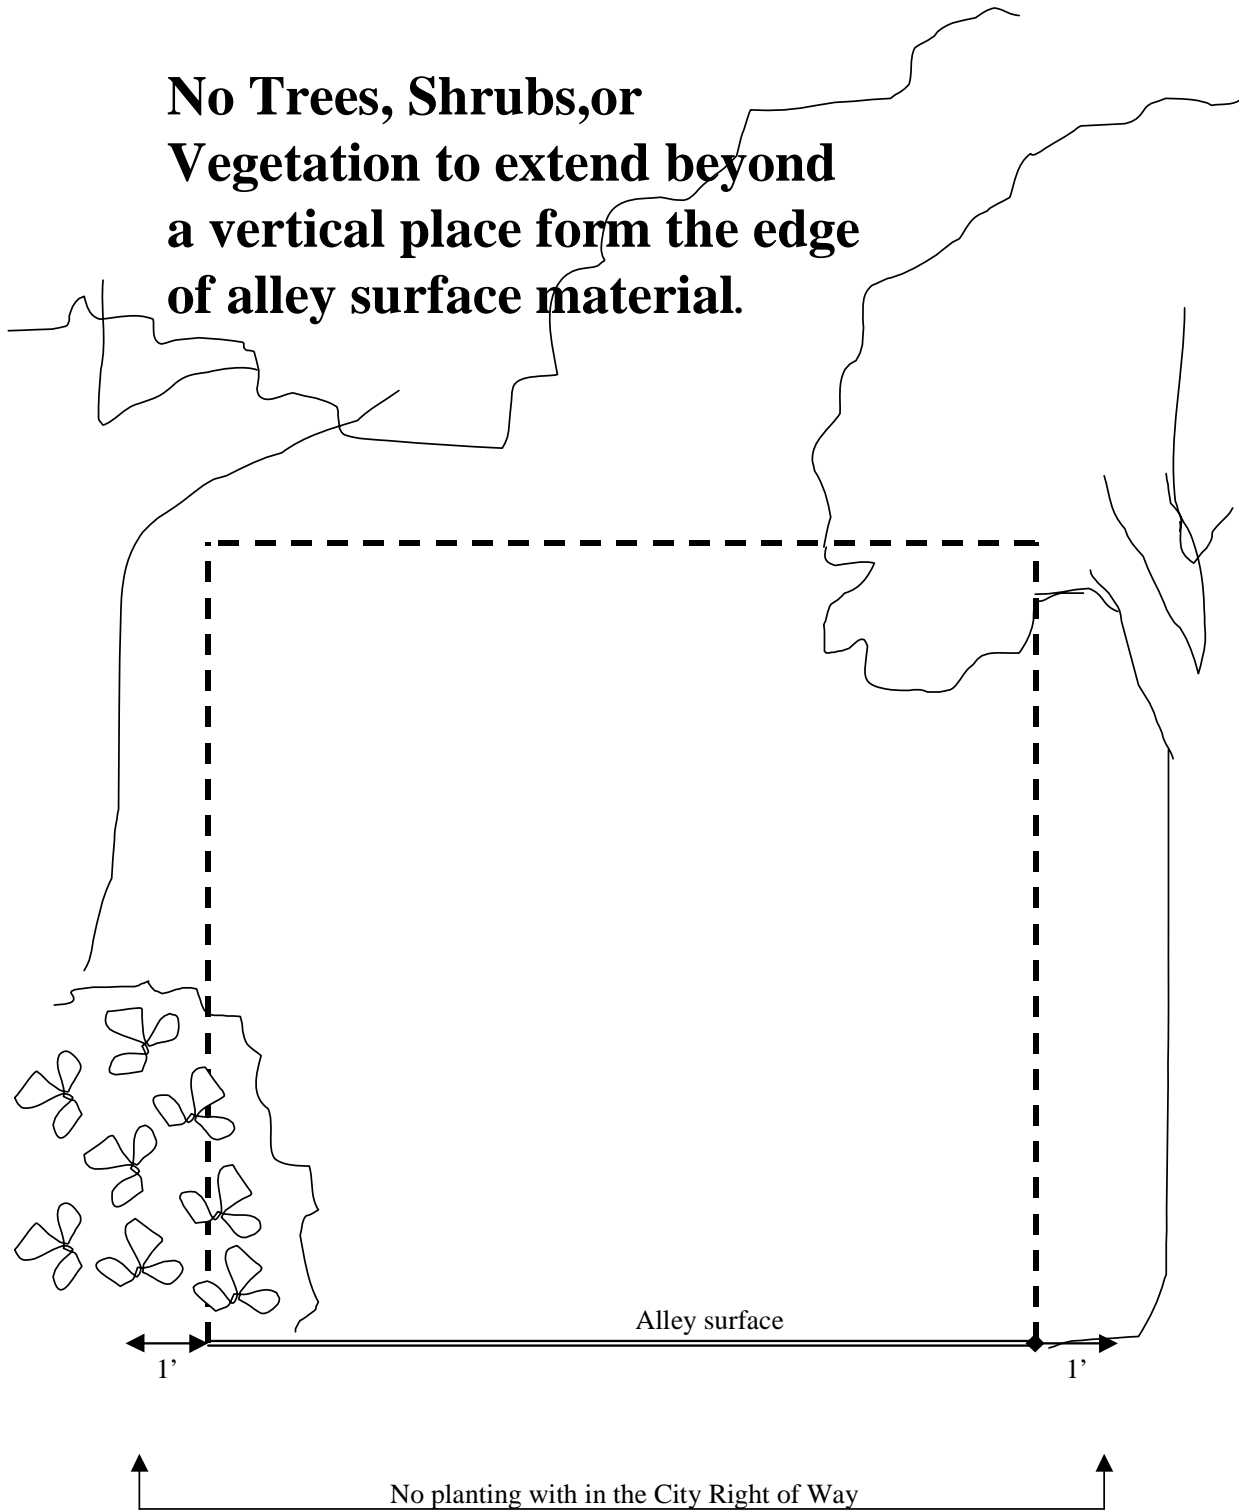 No Trees, Shrubs,or
Vegetation to extend beyond
a vertical place form the edge
of alley surface material.
Alley surface
1’
1’
No planting with in the City Right of Way